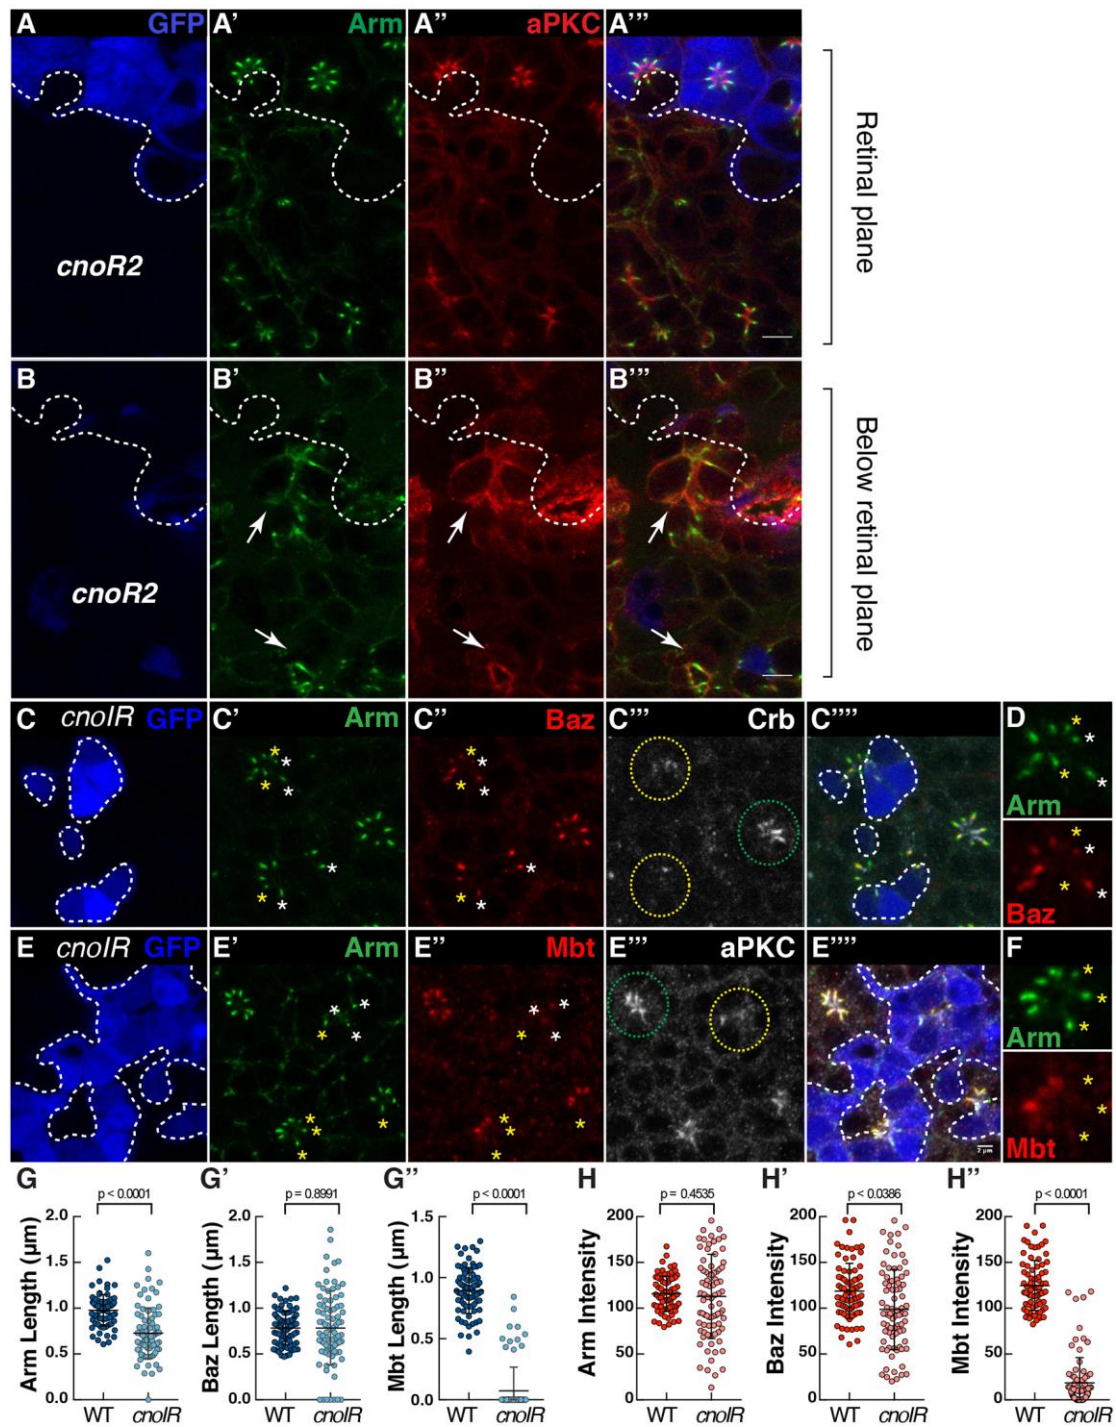 A GFP A' Arm A'' aPKC A'''
Retinal plane
cnoR2
B B' B'' B'''
Below retinal plane
cnoR2
C cnoIR GFP C' Arm C'' Baz C''' Crb C'''' D
Arm
Baz
E cnoIR GFP E' Arm E'' Mbt E''' aPKC E'''' F
Arm
Mbt
2 µm
G G' G'' H H' H''
p < 0.0001 p = 0.8991 p < 0.0001 p = 0.4535 p < 0.0386 p < 0.0001
Arm Length (µm)
2.0
1.5
1.0
0.5
0.0
WT cnoIR
Baz Length (µm)
2.0
1.5
1.0
0.5
0.0
WT cnoIR
Mbt Length (µm)
1.5
1.0
0.5
0.0
WT cnoIR
Arm Intensity
200
150
100
50
0
WT cnoIR
Baz Intensity
200
150
100
50
0
WT cnoIR
Mbt Intensity
200
150
100
50
0
WT cnoIR